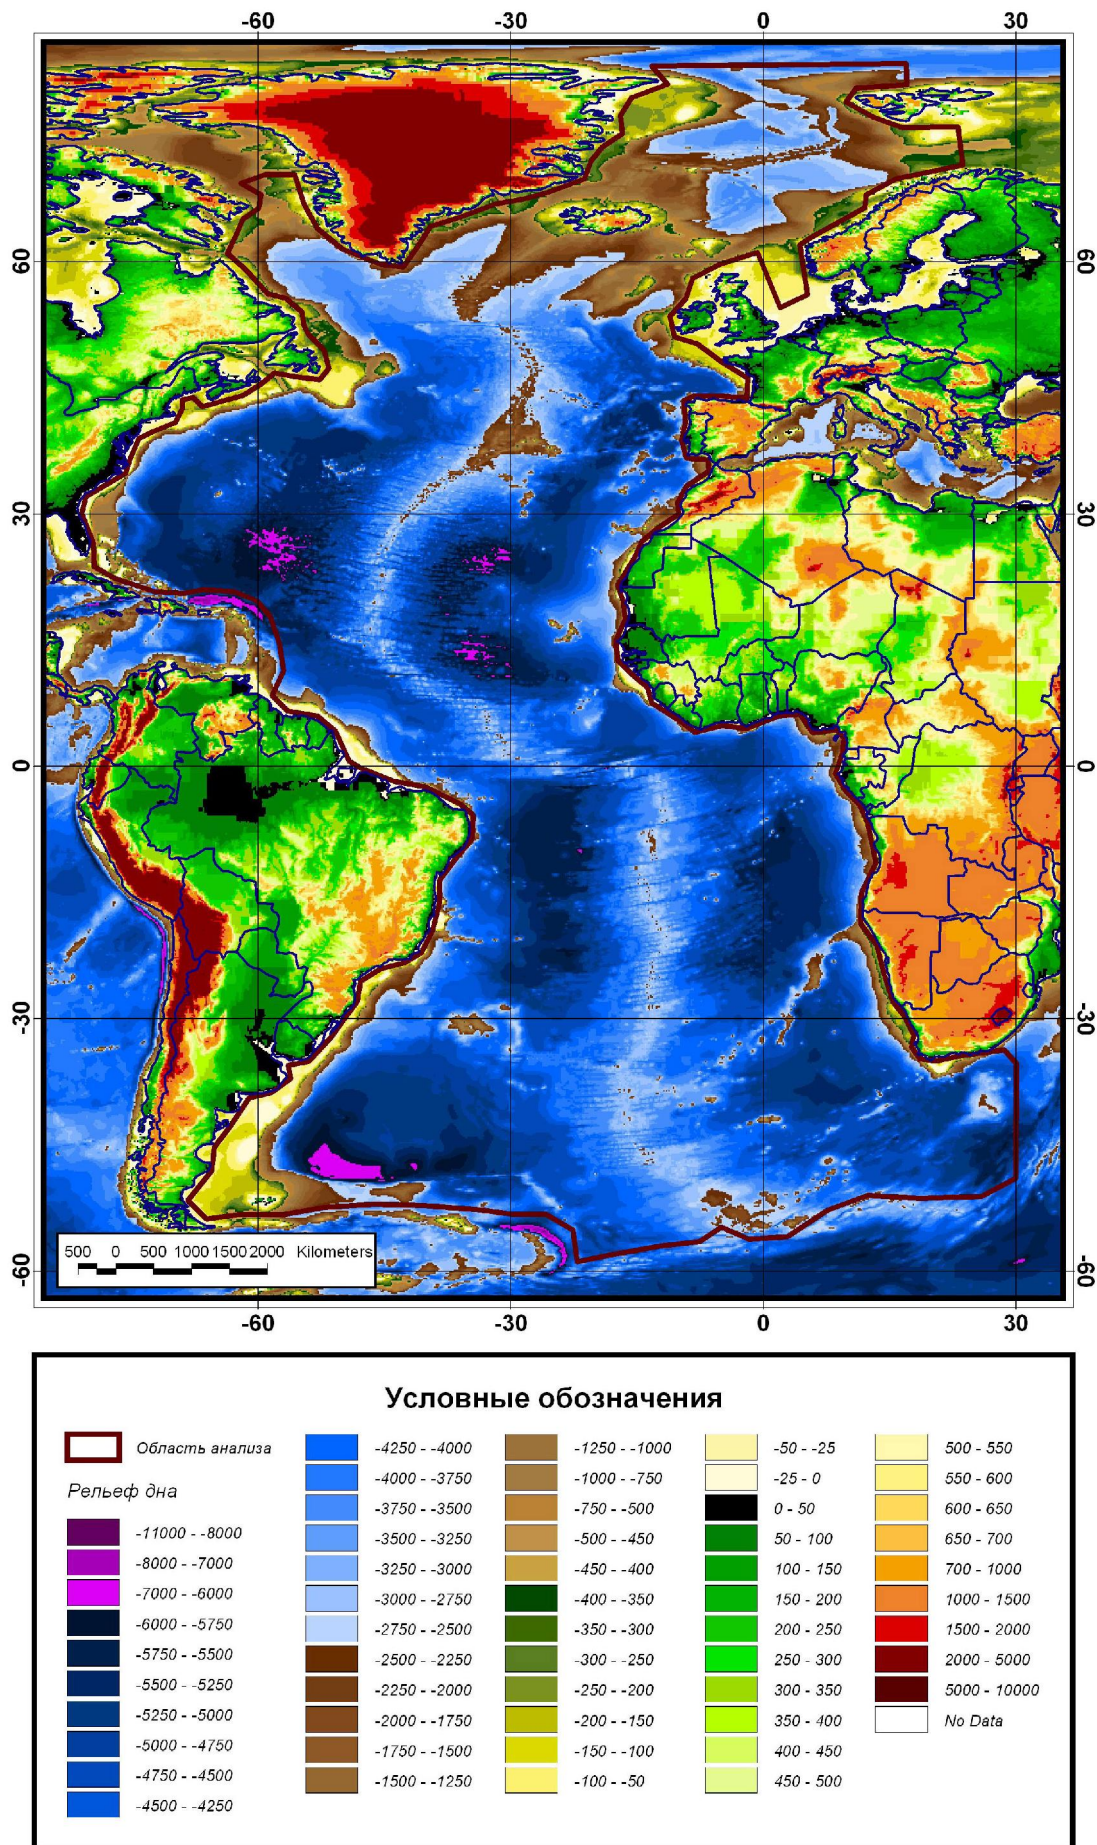 -60 -30 0 30
60 60
30 30
0 0
-30 -30
-60 -60
500 0 500 1000 1500 2000 Kilometers
-60 -30 0 30
Условные обозначения
Область анализа
Рельеф дна
-11000 - -8000
-8000 - -7000
-7000 - -6000
-6000 - -5750
-5750 - -5500
-5500 - -5250
-5250 - -5000
-5000 - -4750
-4750 - -4500
-4500 - -4250
-4250 - -4000
-4000 - -3750
-3750 - -3500
-3500 - -3250
-3250 - -3000
-3000 - -2750
-2750 - -2500
-2500 - -2250
-2250 - -2000
-2000 - -1750
-1750 - -1500
-1500 - -1250
-1250 - -1000
-1000 - -750
-750 - -500
-500 - -450
-450 - -400
-400 - -350
-350 - -300
-300 - -250
-250 - -200
-200 - -150
-150 - -100
-100 - -50
-50 - -25
-25 - 0
0 - 50
50 - 100
100 - 150
150 - 200
200 - 250
250 - 300
300 - 350
350 - 400
400 - 450
450 - 500
500 - 550
550 - 600
600 - 650
650 - 700
700 - 1000
1000 - 1500
1500 - 2000
2000 - 5000
5000 - 10000
No Data